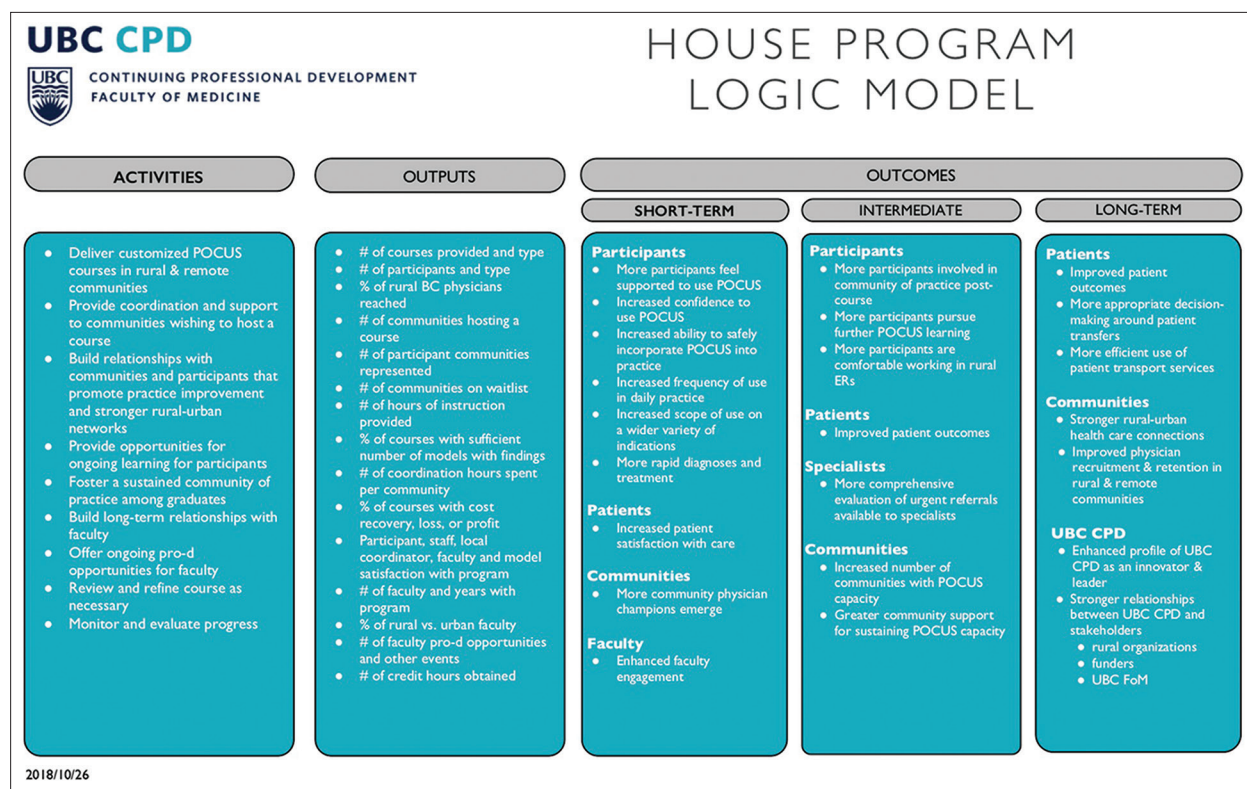 UBC CPD
UBC
CONTINUING PROFESSIONAL DEVELOPMENT
FACULTY OF MEDICINE
HOUSE PROGRAM
LOGIC MODEL
ACTIVITIES
● Deliver customized POCUS
courses in rural & remote
communities
● Provide coordination and support
to communities wishing to host a
course
● Build relationships with
communities and participants that
promote practice improvement
and stronger rural-urban
networks
● Provide opportunities for
ongoing learning for participants
● Foster a sustained community of
practice among graduates
● Build long-term relationships with
faculty
● Offer ongoing pro-d
opportunities for faculty
● Review and refine course as
necessary
● Monitor and evaluate progress
OUTPUTS
● # of courses provided and type
● # of participants and type
● % of rural BC physicians
reached
● # of communities hosting a
course
● # of participant communities
represented
● # of communities on waitlist
● # of hours of instruction
provided
● % of courses with sufficient
number of models with findings
● # of coordination hours spent
per community
● % of courses with cost
recovery, loss, or profit
● Participant, staff, local
coordinator, faculty and model
satisfaction with program
● # of faculty and years with
program
● % of rural vs. urban faculty
● # of faculty pro-d opportunities
and other events
● # of credit hours obtained
OUTCOMES
SHORT-TERM
Participants
● More participants feel
supported to use POCUS
● Increased confidence to
use POCUS
● Increased ability to safely
incorporate POCUS into
practice
● Increased frequency of use
in daily practice
● Increased scope of use on
a wider variety of
indications
● More rapid diagnoses and
treatment
Patients
● Increased patient
satisfaction with care
Communities
● More community physician
champions emerge
Faculty
● Enhanced faculty
engagement
INTERMEDIATE
Participants
● More participants involved in
community of practice post-
course
● More participants pursue
further POCUS learning
● More participants are
comfortable working in rural
ERs
Patients
● Improved patient outcomes
Specialists
● More comprehensive
evaluation of urgent referrals
available to specialists
Communities
● Increased number of
communities with POCUS
capacity
● Greater community support
for sustaining POCUS capacity
LONG-TERM
Patients
● Improved patient
outcomes
● More appropriate decision-
making around patient
transfers
● More efficient use of
patient transport services
Communities
● Stronger rural-urban
health care connections
● Improved physician
recruitment & retention in
rural & remote
communities
UBC CPD
● Enhanced profile of UBC
CPD as an innovator &
leader
● Stronger relationships
between UBC CPD and
stakeholders
● rural organizations
● funders
● UBC FoM
2018/10/26